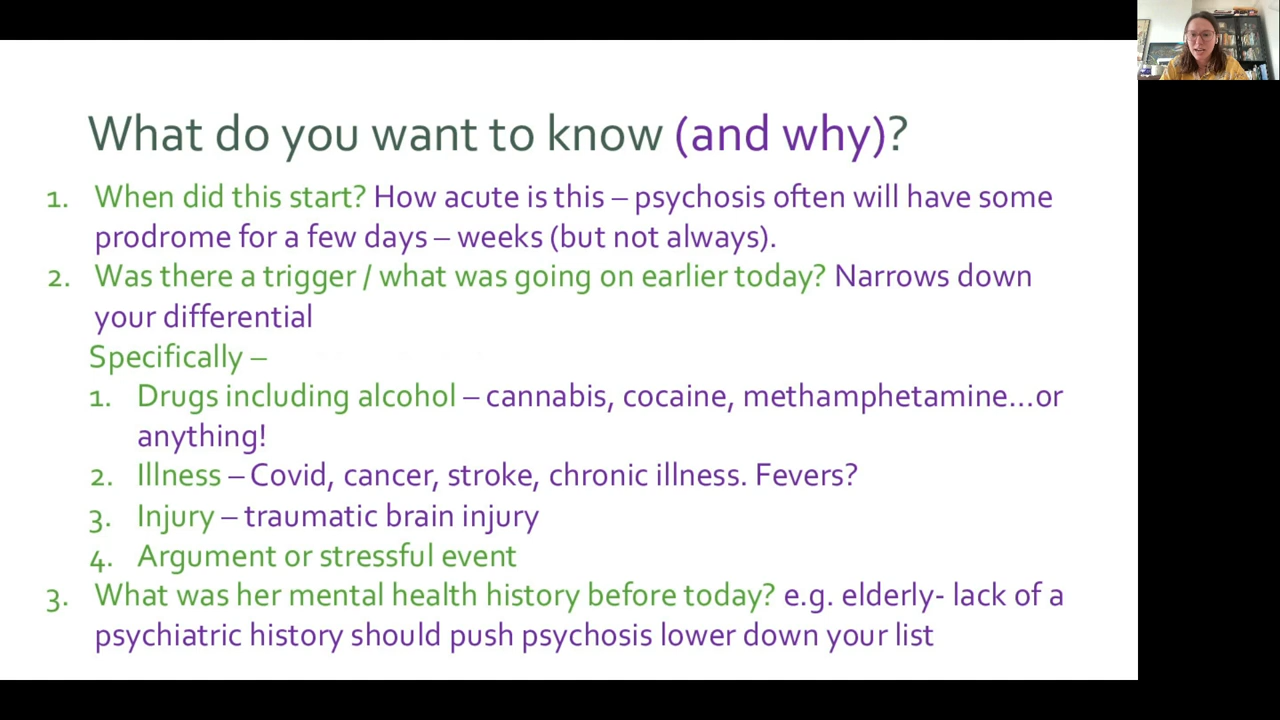 What do you want to know (and why)?
1. When did this start? How acute is this – psychosis often will have some
prodrome for a few days – weeks (but not always).
2. Was there a trigger / what was going on earlier today? Narrows down
your differential
Specifically –
1. Drugs including alcohol – cannabis, cocaine, methamphetamine...or
anything!
2. Illness – Covid, cancer, stroke, chronic illness. Fevers?
3. Injury – traumatic brain injury
4. Argument or stressful event
3. What was her mental health history before today? e.g. elderly- lack of a
psychiatric history should push psychosis lower down your list